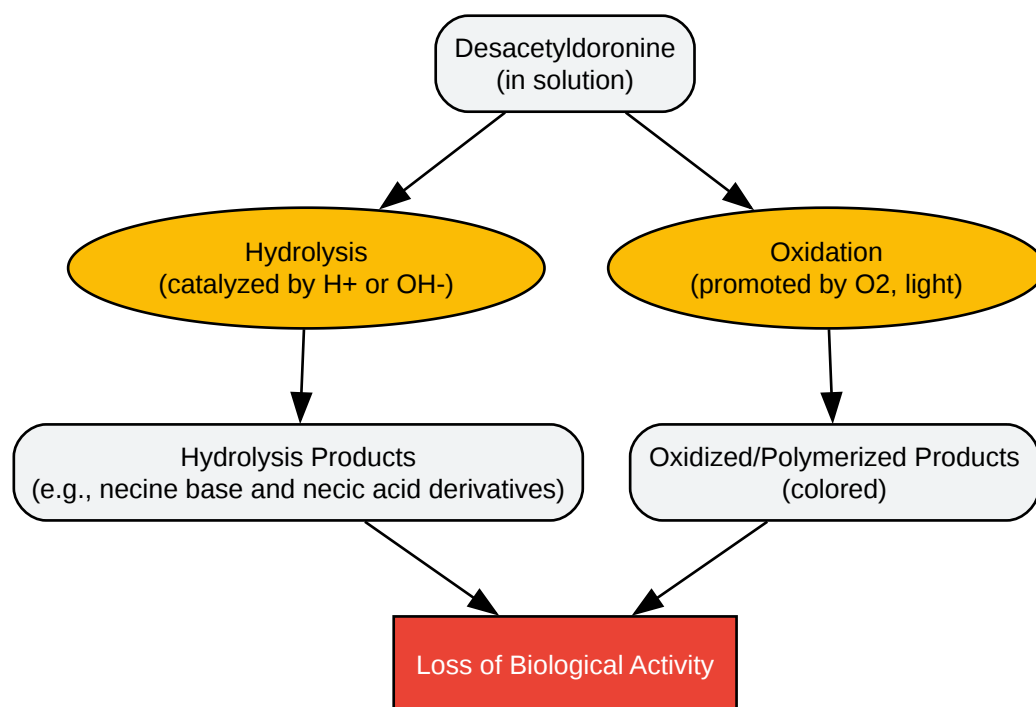 Desacetyldoronine
(in solution)
Hydrolysis
(catalyzed by H+ or OH-)
Oxidation
(promoted by O2, light)
Hydrolysis Products
(e.g., necine base and necic acid derivatives)
Oxidized/Polymerized Products
(colored)
Loss of Biological Activity